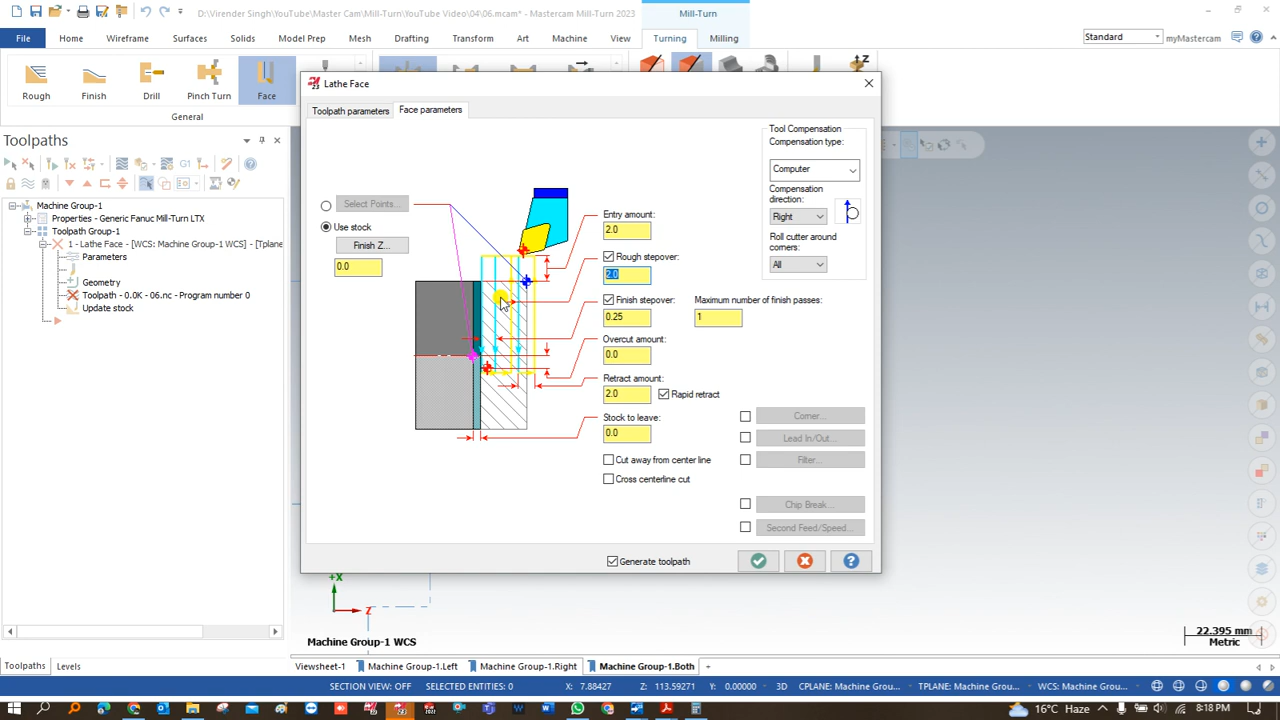 D:\Virender Singh\YouTube\Master Cam\Mill-Turn\YouTube Video\04\06.mcam* - Mastercam Mill-Turn 2023
Mill-Turn
File Home Wireframe Surfaces Solids Model Prep Mesh Drafting Transform Art Machine View Turning Milling
Standard
myMastercam
Rough Finish Drill Pinch Turn Face
General
Z
Lathe Face
Toolpath parameters Face parameters
Toolpaths
G1
Machine Group-1
Properties - Generic Fanuc Mill-Turn LTX
Toolpath Group-1
1 - Lathe Face - [WCS: Machine Group-1 WCS] - [Tplane
Parameters
Geometry
Toolpath - 0.0K - 06.nc - Program number 0
Update stock
Select Points...
Use stock
Finish Z...
0.0
Entry amount:
2.0
Rough stepover:
2.0
Finish stepover:
0.25
Maximum number of finish passes:
1
Overcut amount:
0.0
Retract amount:
2.0
Rapid retract
Stock to leave:
0.0
Cut away from center line
Cross centerline cut
Tool Compensation
Compensation type:
Computer
Compensation
direction:
Right
Roll cutter around
corners:
All
Corner...
Lead In/Out...
Filter...
Chip Break...
Second Feed/Speed...
Generate toolpath
+X
Z
Machine Group-1 WCS
22.395 mm
Metric
Toolpaths Levels
Viewsheet-1 Machine Group-1.Left Machine Group-1.Right Machine Group-1.Both +
SECTION VIEW: OFF SELECTED ENTITIES: 0 X: 7.88427 Z: 113.59271 Y: 0.00000 3D CPLANE: Machine Grou... TPLANE: Machine Grou... WCS: Machine Grou...
16°C Haze 8:18 PM